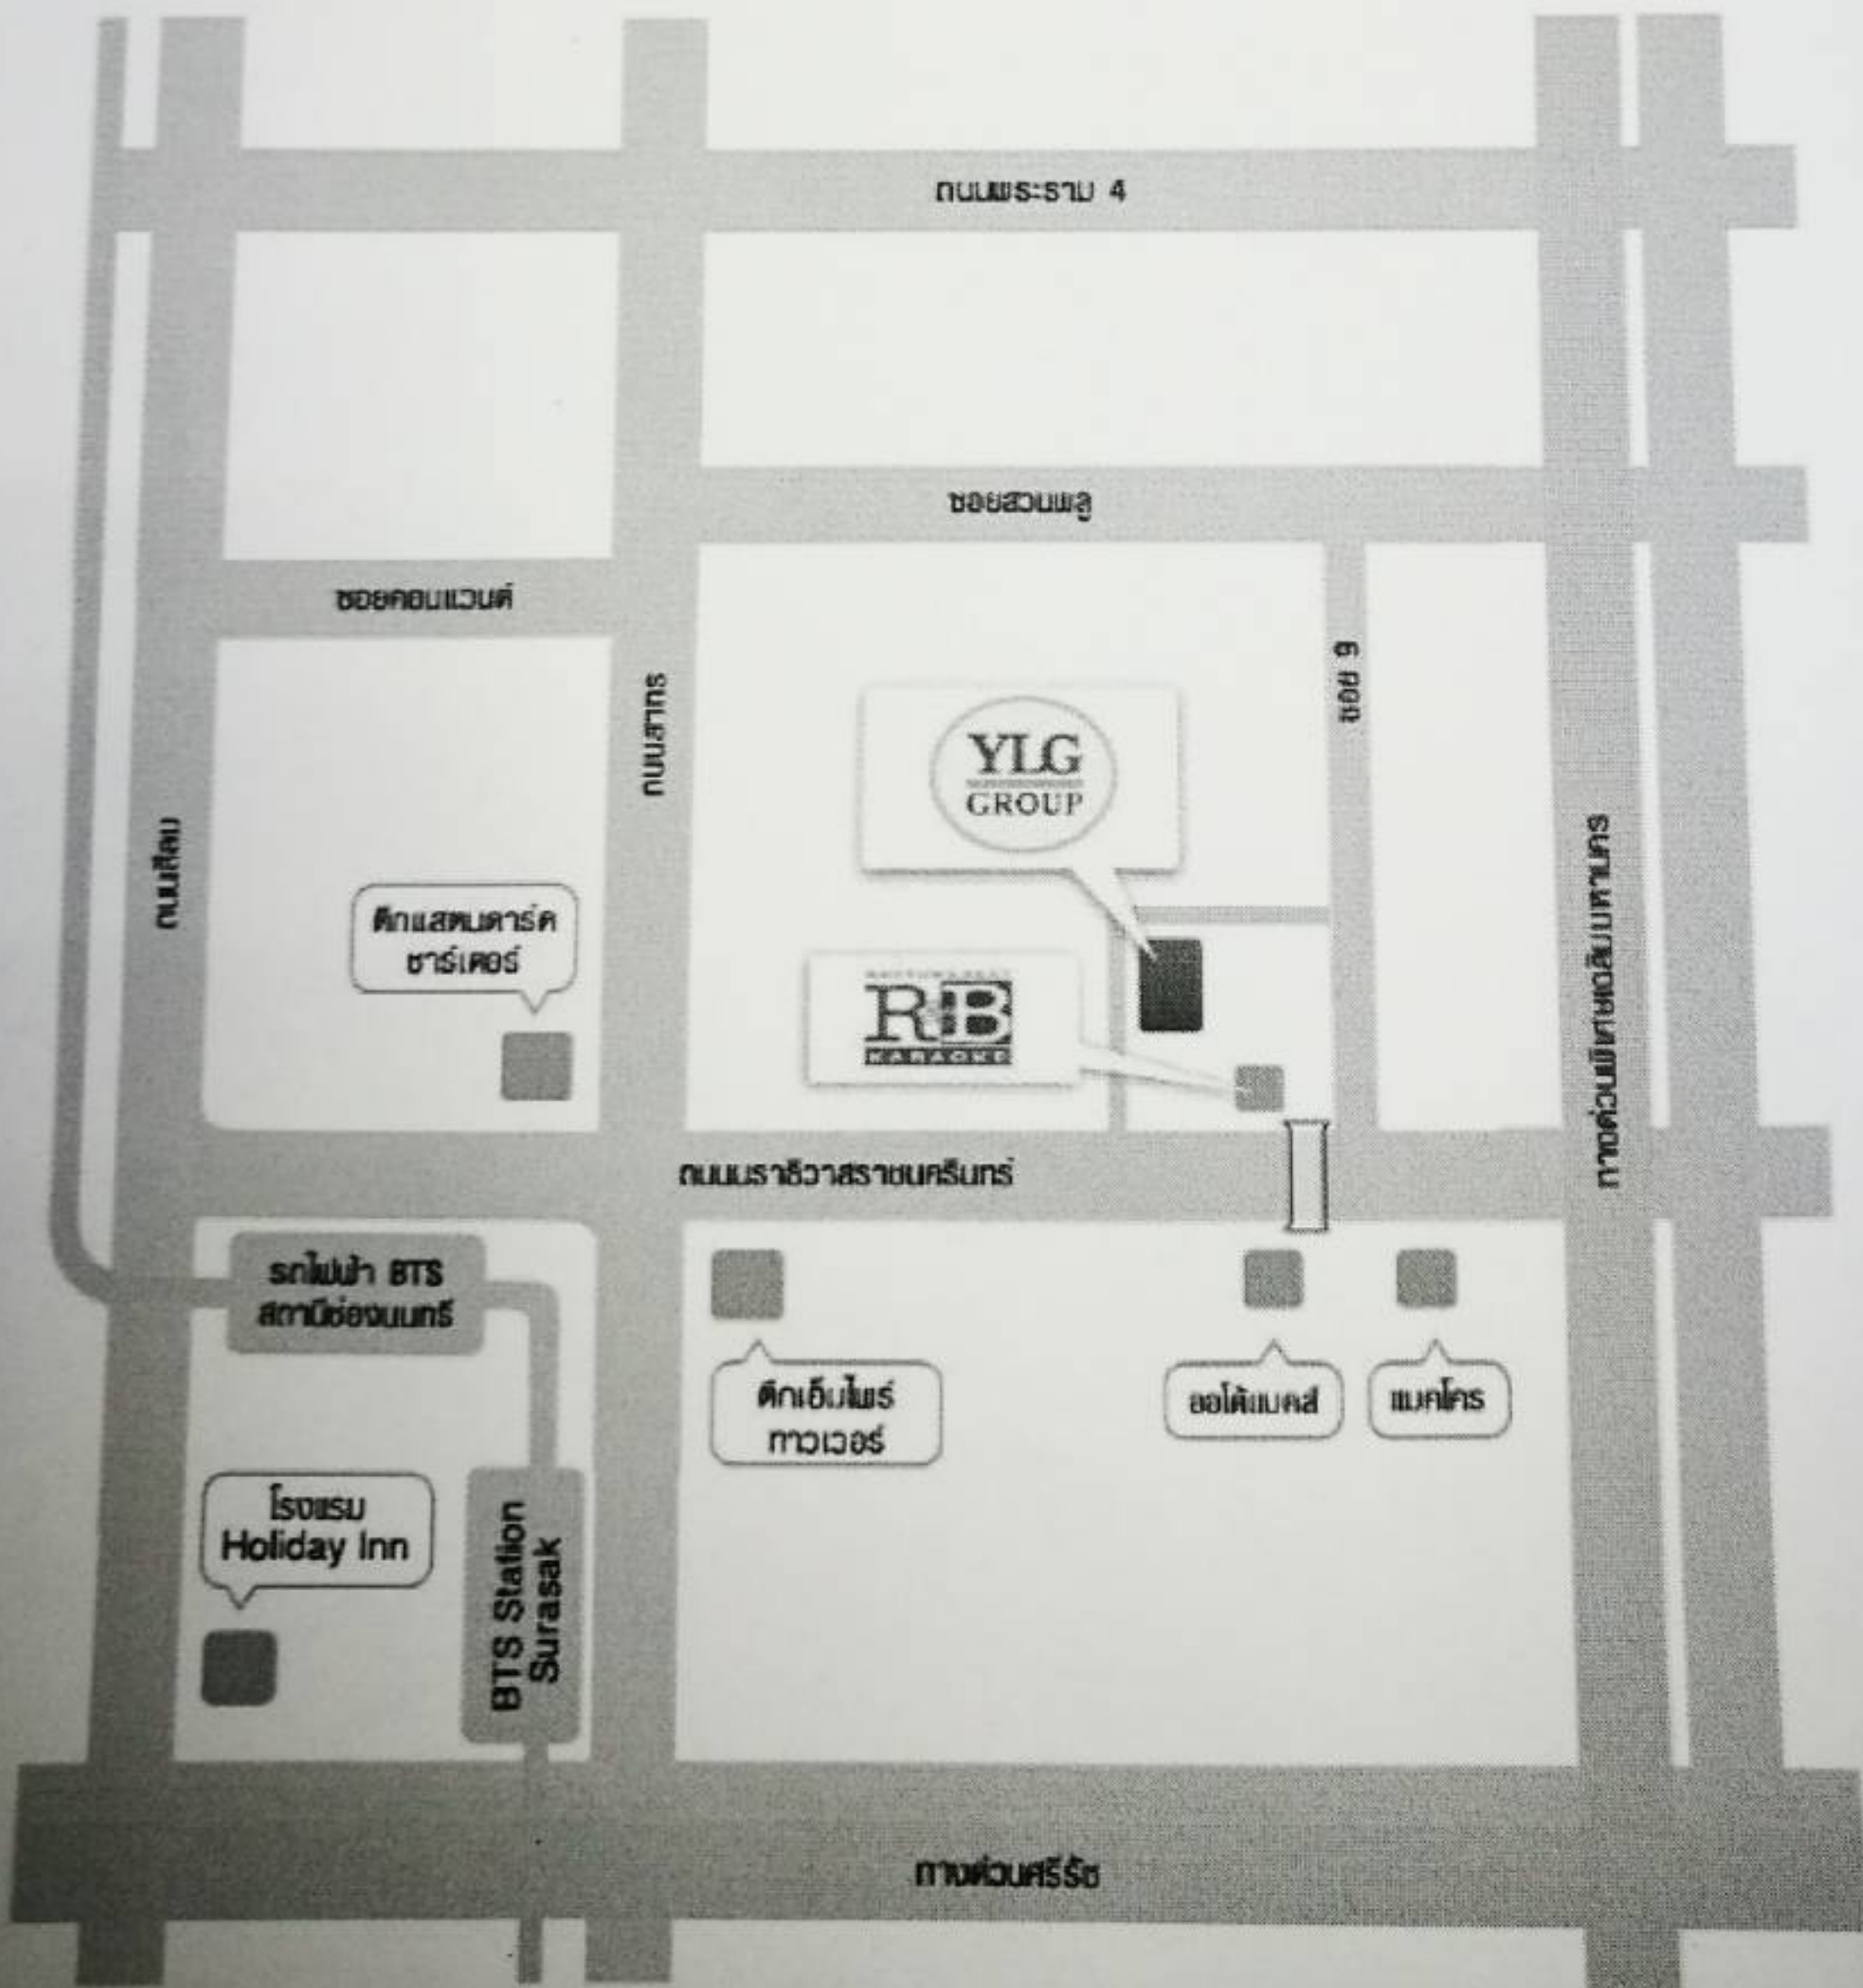 ถนนพระราม 4
ซอยสวนพลู
ซอยคอนแวนต์
ซอย 9
ถนนสาทร
YLG
GROUP
ถนนสีลม
ทางด่วนพิเศษเฉลิมมหานคร
ตึกแสตนดาร์ด
ชาร์เตอร์
R&B
KARAOKE
ถนนนราธิวาสราชนครินทร์
รถไฟฟ้า BTS
สถานีช่องนนทรี
ตึกเอ็มไพร์
ทาวเวอร์
ออโต้แบคส์
แมคโคร
โรงแรม
Holiday Inn
BTS Station
Surasak
ทางด่วนศรีรัช